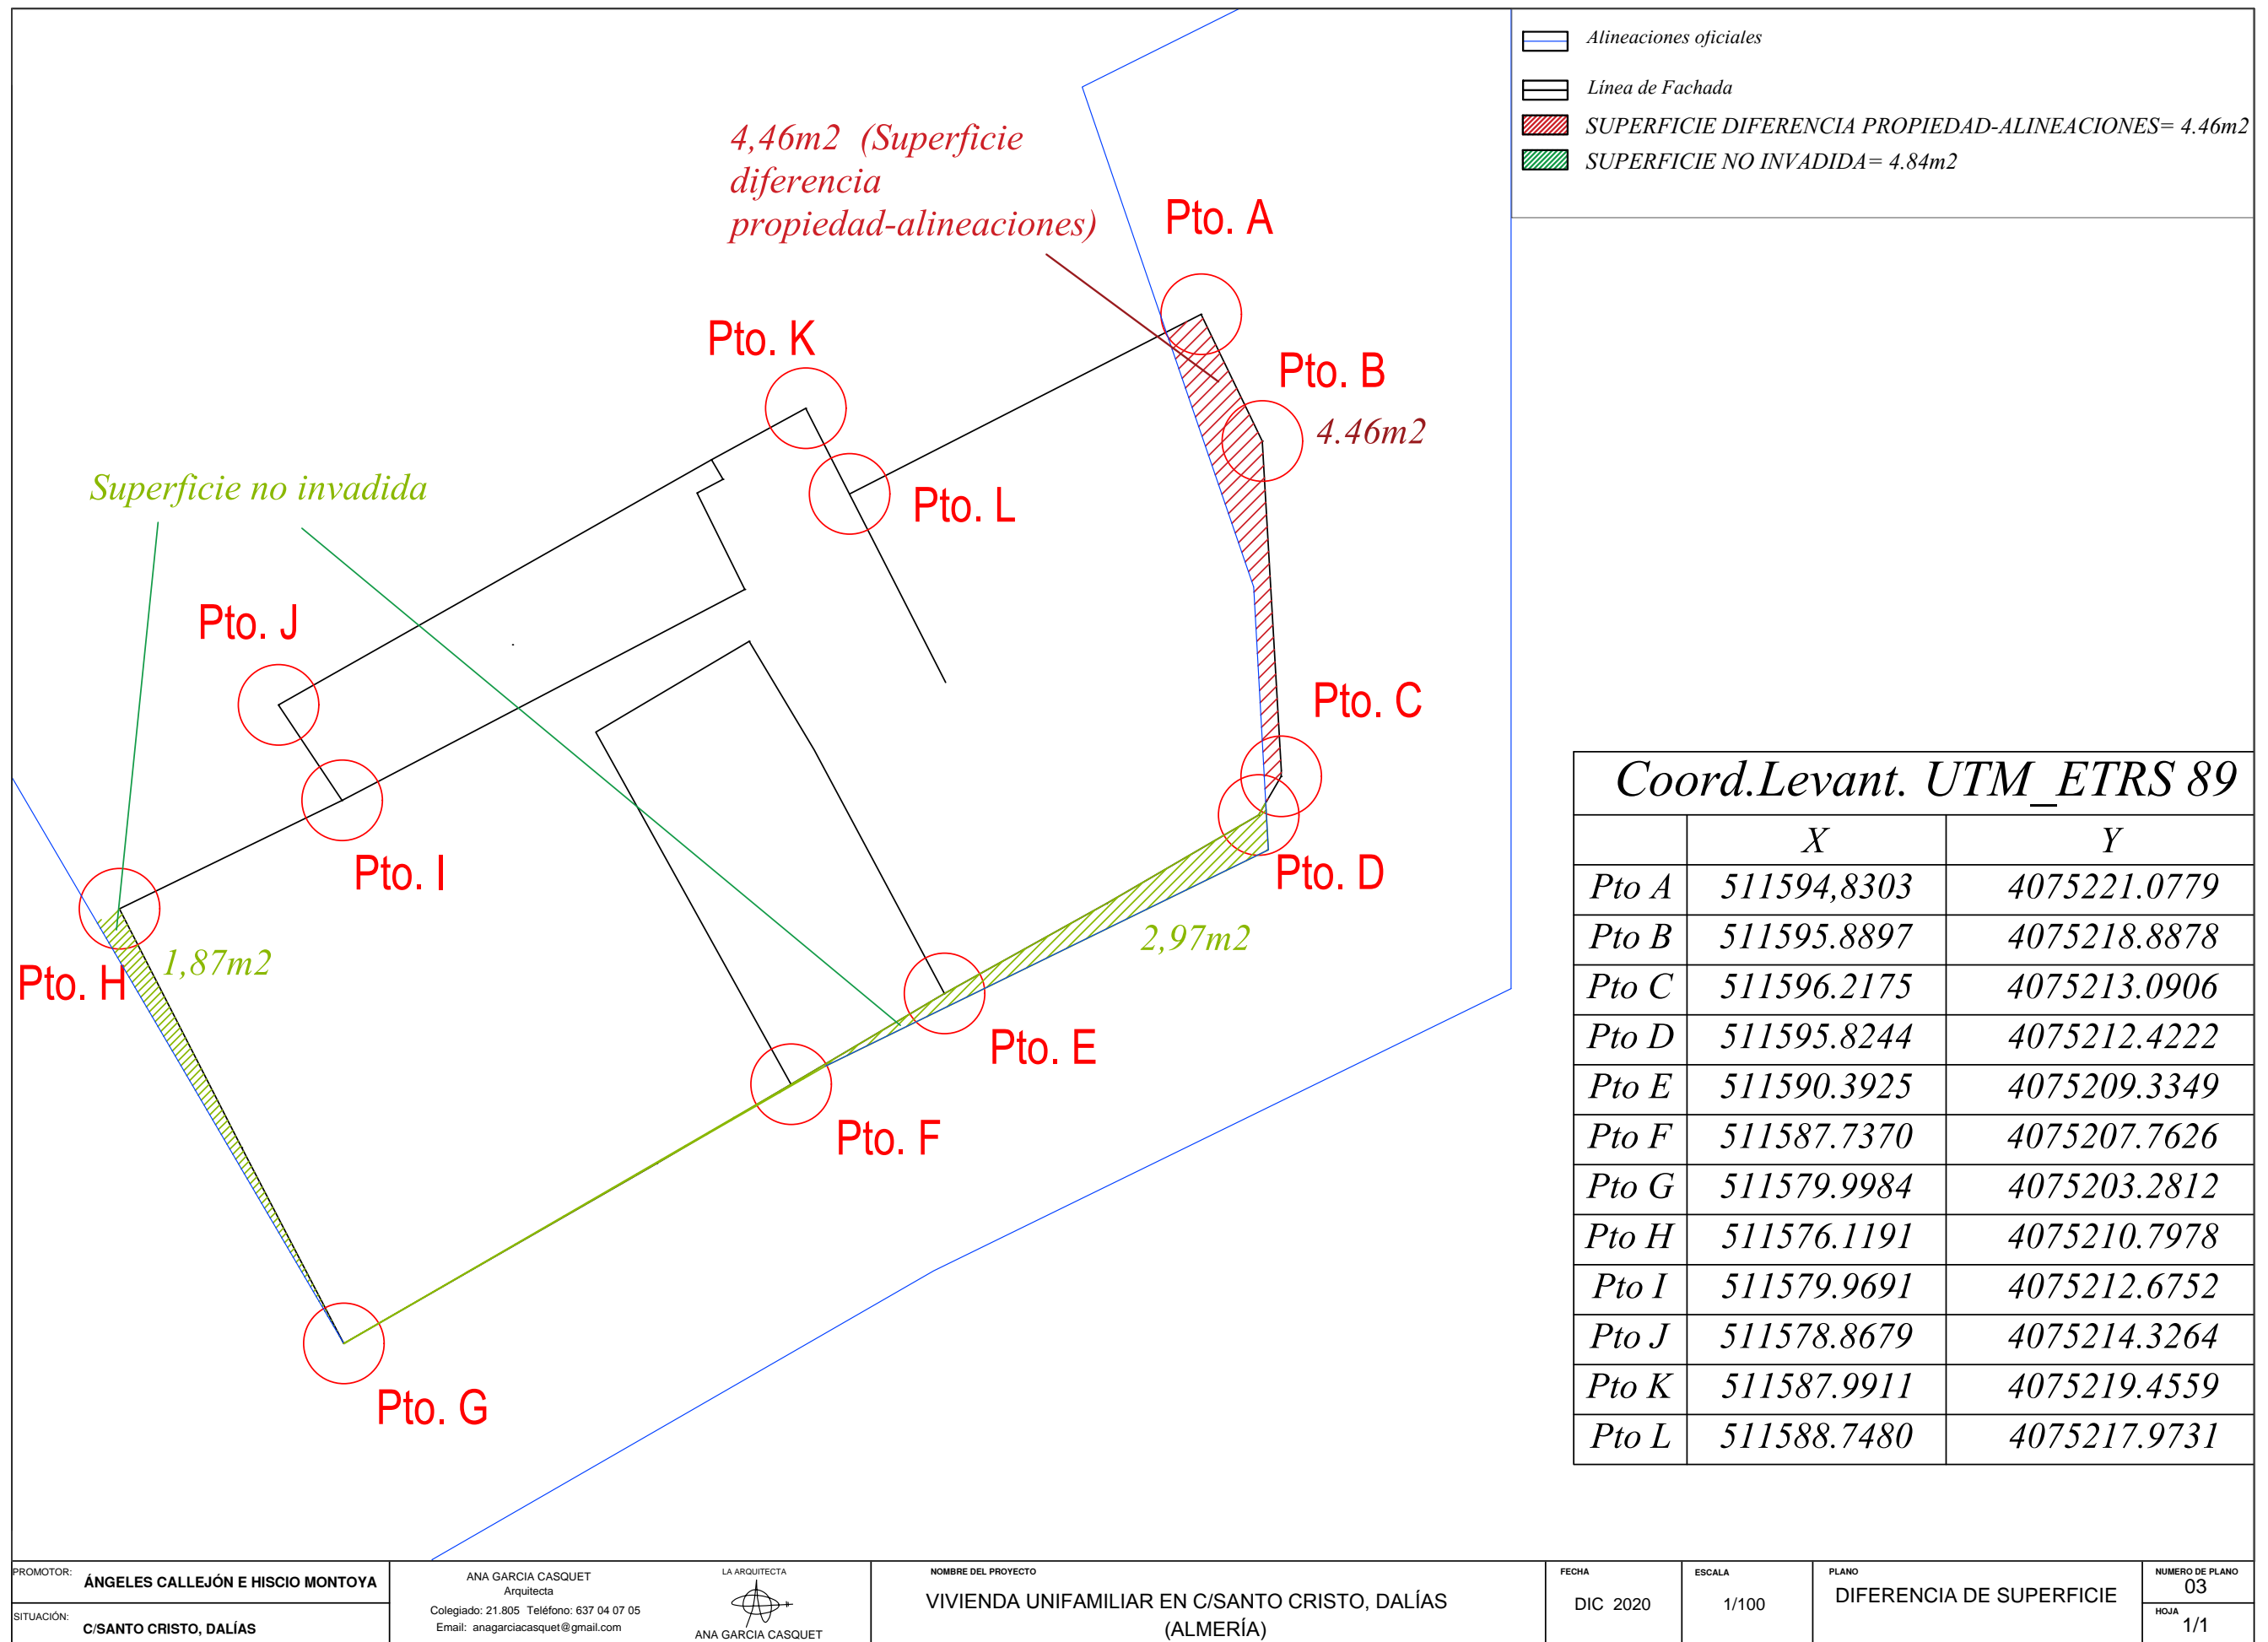 Alineaciones oficiales
Línea de Fachada
SUPERFICIE DIFERENCIA PROPIEDAD-ALINEACIONES= 4.46m2
SUPERFICIE NO INVADIDA= 4.84m2
4,46m2 (Superficie
diferencia
propiedad-alineaciones)
Pto. A
Pto. K
Pto. B
4.46m2
Superficie no invadida
Pto. L
Pto. J
Pto. C
Pto. I
Pto. D
2,97m2
1,87m2
Pto. H
Pto. E
Pto. F
Pto. G
Coord.Levant. UTM_ETRS 89
X Y
Pto A 511594,8303 4075221.0779
Pto B 511595.8897 4075218.8878
Pto C 511596.2175 4075213.0906
Pto D 511595.8244 4075212.4222
Pto E 511590.3925 4075209.3349
Pto F 511587.7370 4075207.7626
Pto G 511579.9984 4075203.2812
Pto H 511576.1191 4075210.7978
Pto I 511579.9691 4075212.6752
Pto J 511578.8679 4075214.3264
Pto K 511587.9911 4075219.4559
Pto L 511588.7480 4075217.9731
PROMOTOR: ÁNGELES CALLEJÓN E HISCIO MONTOYA
SITUACIÓN: C/SANTO CRISTO, DALÍAS
ANA GARCIA CASQUET
Arquitecta
Colegiado: 21.805 Teléfono: 637 04 07 05
Email: anagarciacasquet@gmail.com
LA ARQUITECTA
ANA GARCIA CASQUET
NOMBRE DEL PROYECTO
VIVIENDA UNIFAMILIAR EN C/SANTO CRISTO, DALÍAS
(ALMERÍA)
FECHA
DIC 2020
ESCALA
1/100
PLANO
DIFERENCIA DE SUPERFICIE
NUMERO DE PLANO
03
HOJA
1/1